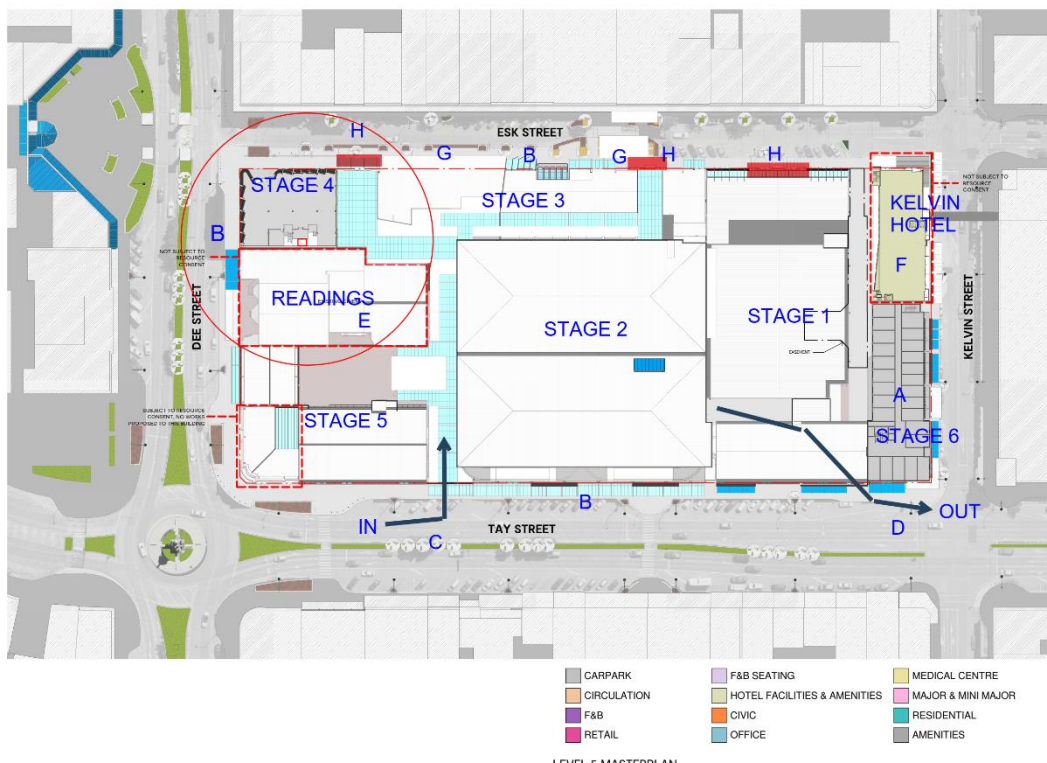 H
ESK STREET
G
B
G
H
H
STAGE 4
STAGE 3
NOT SUBJECT TO
RESOURCE
CONSENT
KELVIN
HOTEL
B
NOT SUBJECT TO
RESOURCE
CONSENT
F
READINGS
E
DEE STREET
STAGE 2
STAGE 1
KELVIN STREET
EASEMENT
A
SUBJECT TO RESOURCE
CONSENT, NO WORKS
PROPOSED TO THIS BUILDING
STAGE 5
STAGE 6
B
IN
TAY STREET
OUT
C
D
CARPARK
F&B SEATING
MEDICAL CENTRE
CIRCULATION
HOTEL FACILITIES & AMENITIES
MAJOR & MINI MAJOR
F&B
CIVIC
RESIDENTIAL
RETAIL
OFFICE
AMENITIES
LEVEL 5 MASTERPLAN